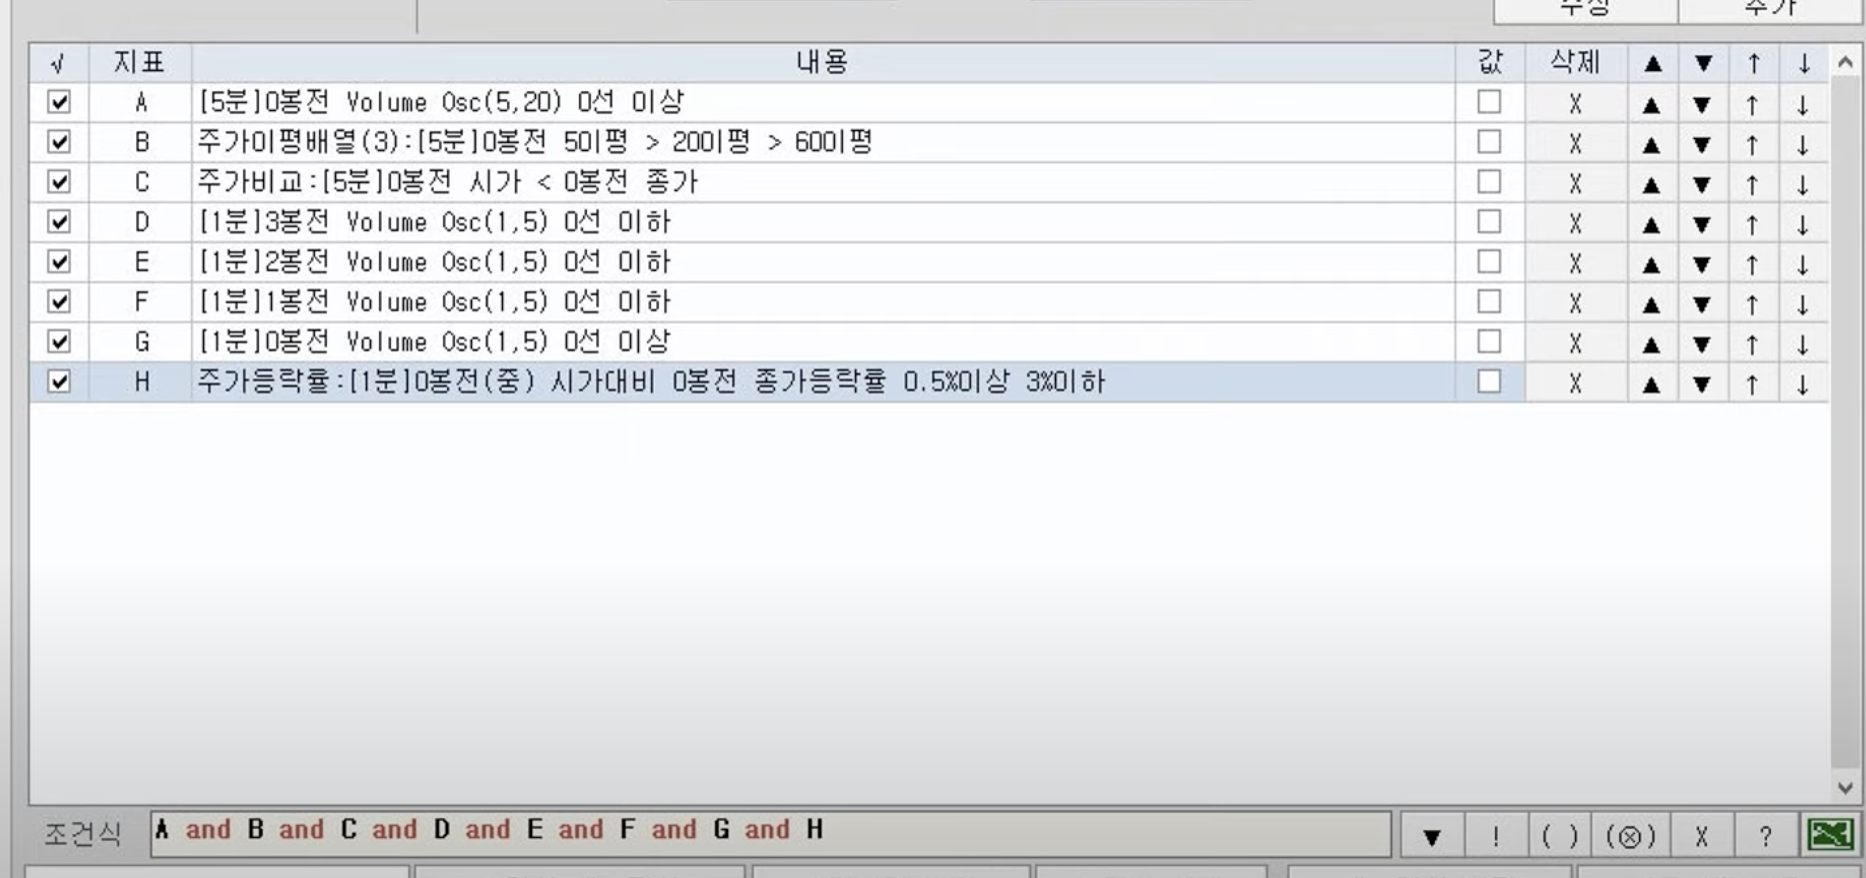 수정 추가
√ 지표 내용 값 삭제 ▲ ▼ ↑ ↓
A [5분]0봉전 Volume Osc(5,20) 0선 이상 X ▲ ▼ ↑ ↓
B 주가이평배열(3):[5분]0봉전 5이평 > 20이평 > 60이평 X ▲ ▼ ↑ ↓
C 주가비교:[5분]0봉전 시가 < 0봉전 종가 X ▲ ▼ ↑ ↓
D [1분]3봉전 Volume Osc(1,5) 0선 이하 X ▲ ▼ ↑ ↓
E [1분]2봉전 Volume Osc(1,5) 0선 이하 X ▲ ▼ ↑ ↓
F [1분]1봉전 Volume Osc(1,5) 0선 이하 X ▲ ▼ ↑ ↓
G [1분]0봉전 Volume Osc(1,5) 0선 이상 X ▲ ▼ ↑ ↓
H 주가등락률:[1분]0봉전(중) 시가대비 0봉전 종가등락률 0.5%이상 3%이하 X ▲ ▼ ↑ ↓
조건식 A and B and C and D and E and F and G and H ▼ ! ( ) (⊗) X ?